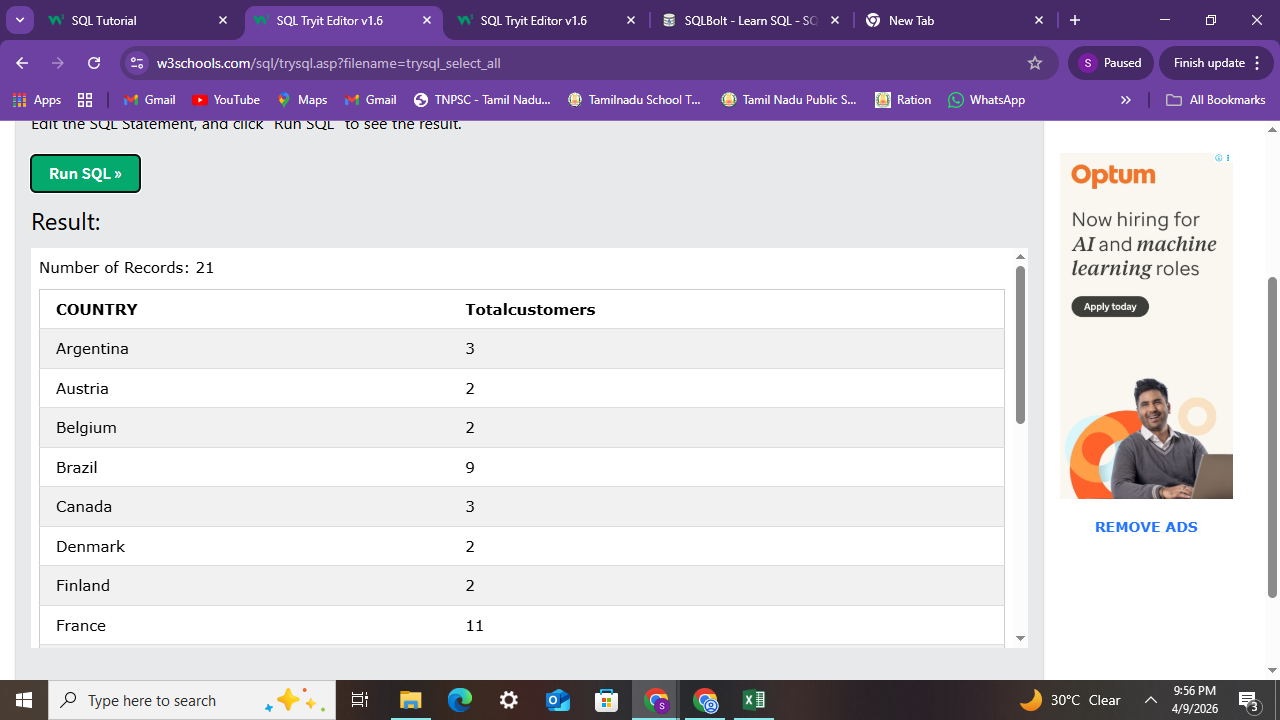 SQL Tutorial
SQL Tryit Editor v1.6
SQL Tryit Editor v1.6
SQLBolt - Learn SQL - SQ
New Tab
w3schools.com/sql/trysql.asp?filename=trysql_select_all
S Paused
Finish update
Apps
Gmail
YouTube
Maps
Gmail
TNPSC - Tamil Nadu...
Tamilnadu School T...
Tamil Nadu Public S...
Ration
WhatsApp
All Bookmarks
Edit the SQL Statement, and click "Run SQL" to see the result.
Run SQL »
Result:
Number of Records: 21
COUNTRY Totalcustomers
Argentina 3
Austria 2
Belgium 2
Brazil 9
Canada 3
Denmark 2
Finland 2
France 11
Optum
Now hiring for
AI and machine
learning roles
Apply today
REMOVE ADS
Type here to search
30°C Clear
9:56 PM
4/9/2026
3